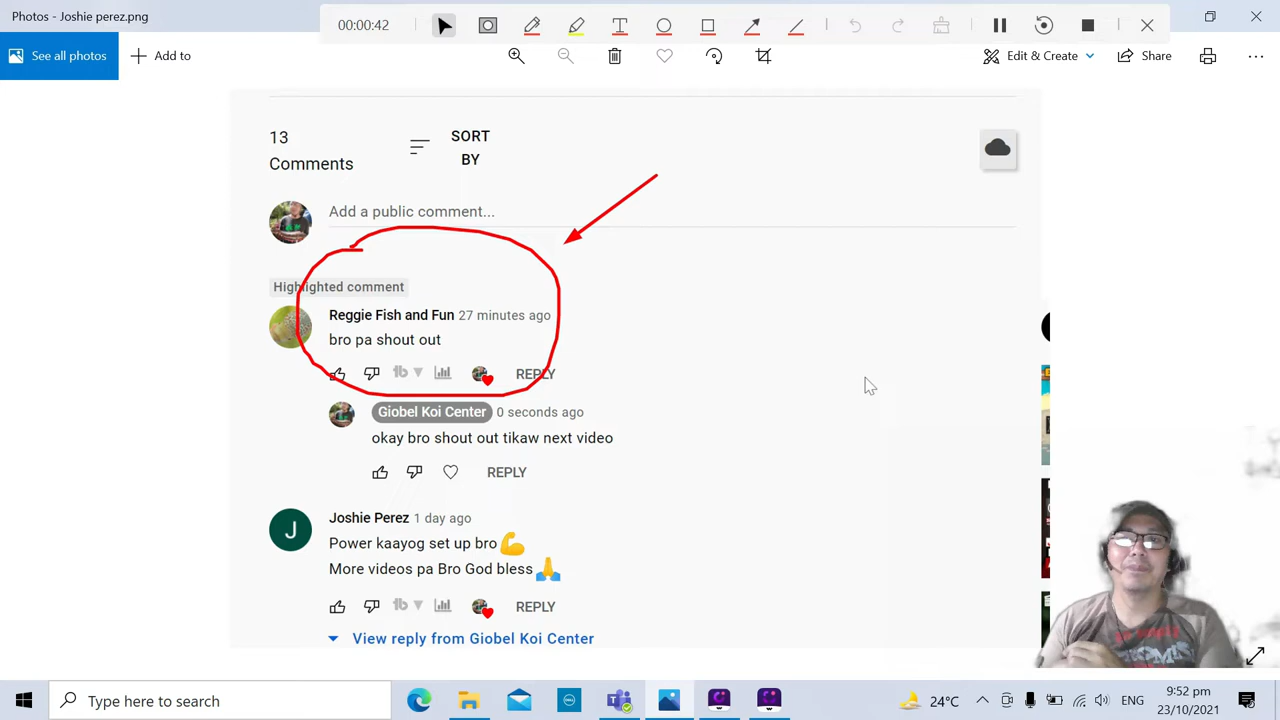 Photos - Joshie perez.png
00:00:42
See all photos
Add to
Edit & Create
Share
13
Comments
SORT
BY
Add a public comment...
Highlighted comment
Reggie Fish and Fun 27 minutes ago
bro pa shout out
REPLY
Giobel Koi Center 0 seconds ago
okay bro shout out tikaw next video
REPLY
J
Joshie Perez 1 day ago
Power kaayog set up bro💪
More videos pa Bro God bless🙏
REPLY
View reply from Giobel Koi Center
Type here to search
24°C
ENG
9:52 pm
23/10/2021